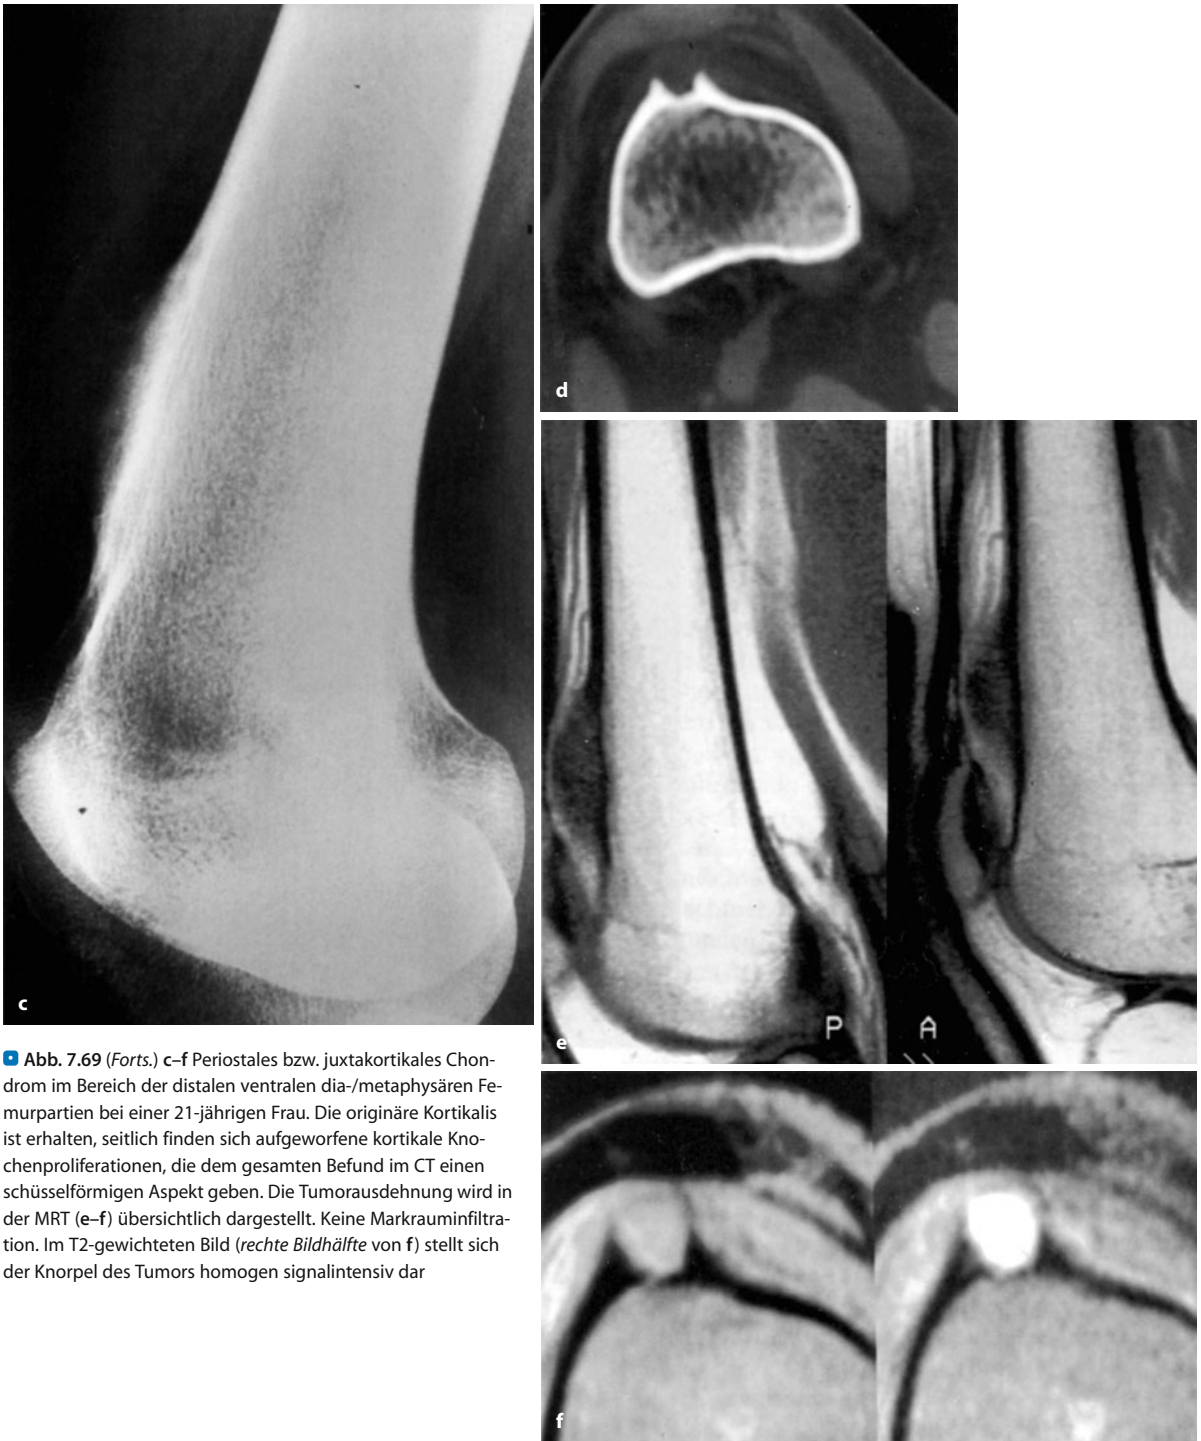 c
d
e
P
A
f
Abb. 7.69 (Forts.) c–f Periostales bzw. juxtakortikales Chon-
drom im Bereich der distalen ventralen dia-/metaphysären Fe-
murpartien bei einer 21-jährigen Frau. Die originäre Kortikalis
ist erhalten, seitlich finden sich aufgeworfene kortikale Kno-
chenproliferationen, die dem gesamten Befund im CT einen
schüsselförmigen Aspekt geben. Die Tumorausdehnung wird in
der MRT (e–f) übersichtlich dargestellt. Keine Markrauminfiltra-
tion. Im T2-gewichteten Bild (rechte Bildhälfte von f) stellt sich
der Knorpel des Tumors homogen signalintensiv dar